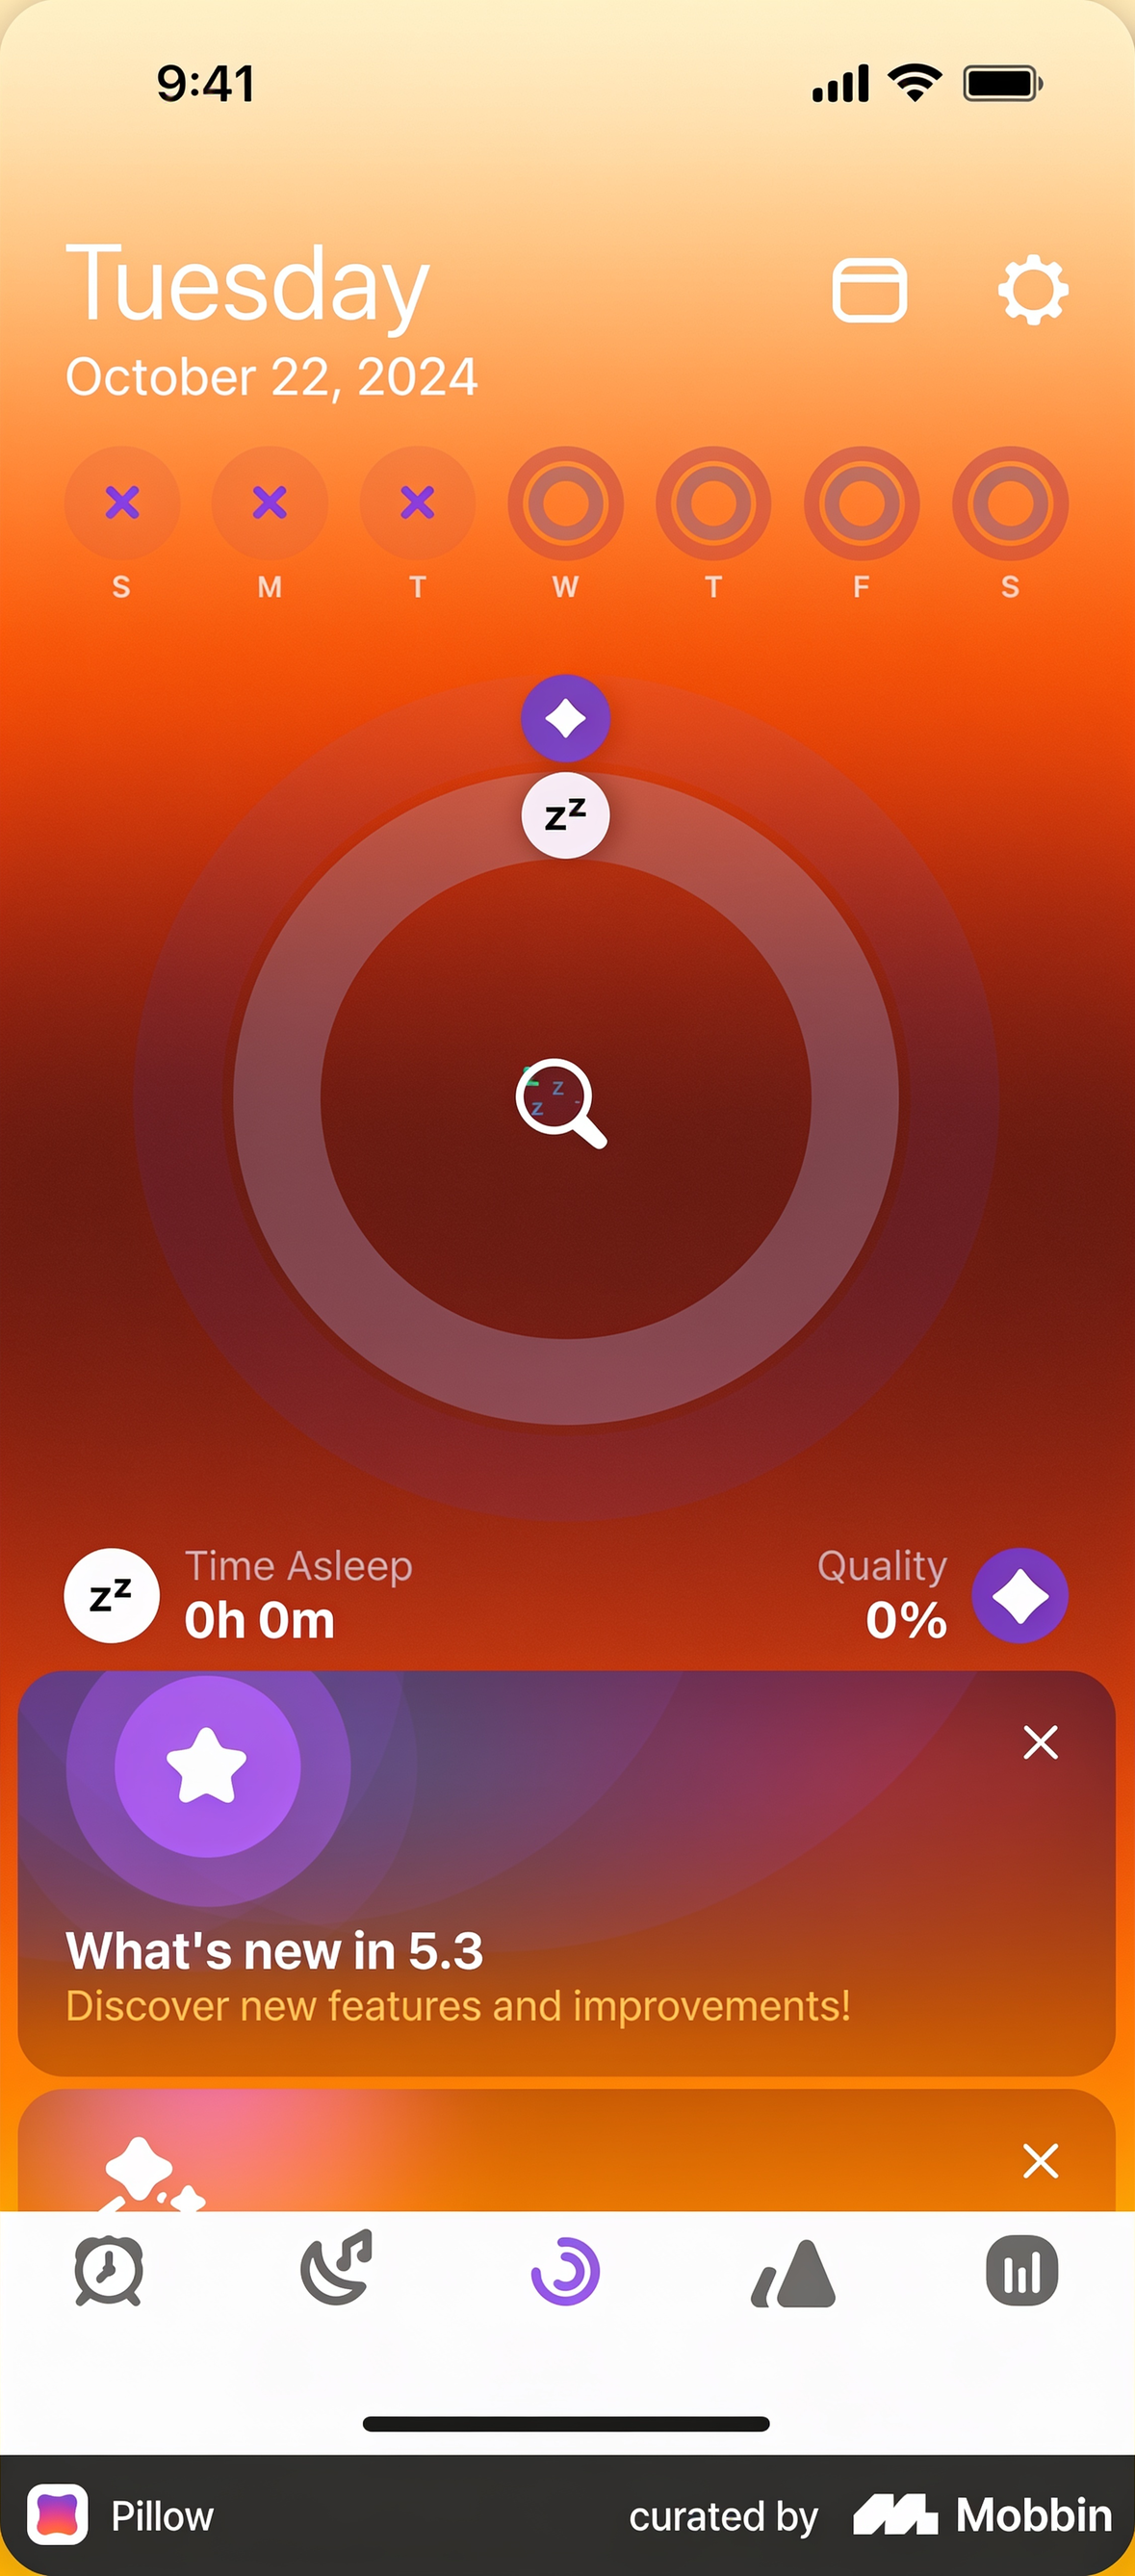 9:41
Tuesday
October 22, 2024
S M T W T F S
zz
z z
Time Asleep
0h 0m
Quality
0%
zz
What's new in 5.3
Discover new features and improvements!
Pillow
curated by Mobbin